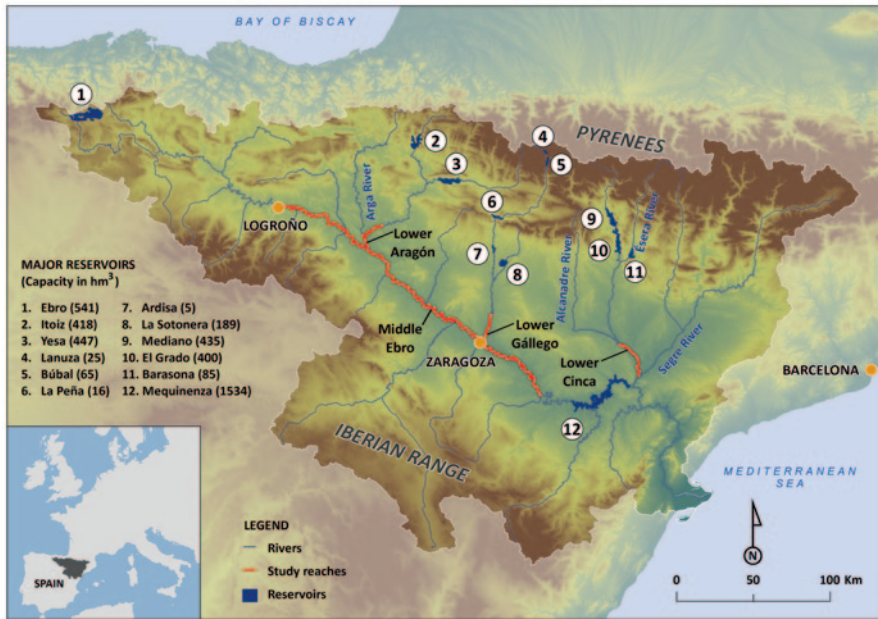 BAY OF BISCAY
1
2
4
PYRENEES
5
3
6
Arga River
9
Ésera River
LOGROÑO
Lower
Aragón
7
8
10
11
Alcanadre River
MAJOR RESERVOIRS
(Capacity in hm³)
1. Ebro (541)
2. Itoiz (418)
3. Yesa (447)
4. Lanuza (25)
5. Búbal (65)
6. La Peña (16)
7. Ardisa (5)
8. La Sotonera (189)
9. Mediano (435)
10. El Grado (400)
11. Barasona (85)
12. Mequinenza (1534)
Middle
Ebro
Lower
Gállego
ZARAGOZA
Lower
Cinca
Segre River
BARCELONA
12
IBERIAN RANGE
MEDITERRANEAN
SEA
SPAIN
LEGEND
Rivers
Study reaches
Reservoirs
N
0 50 100 Km